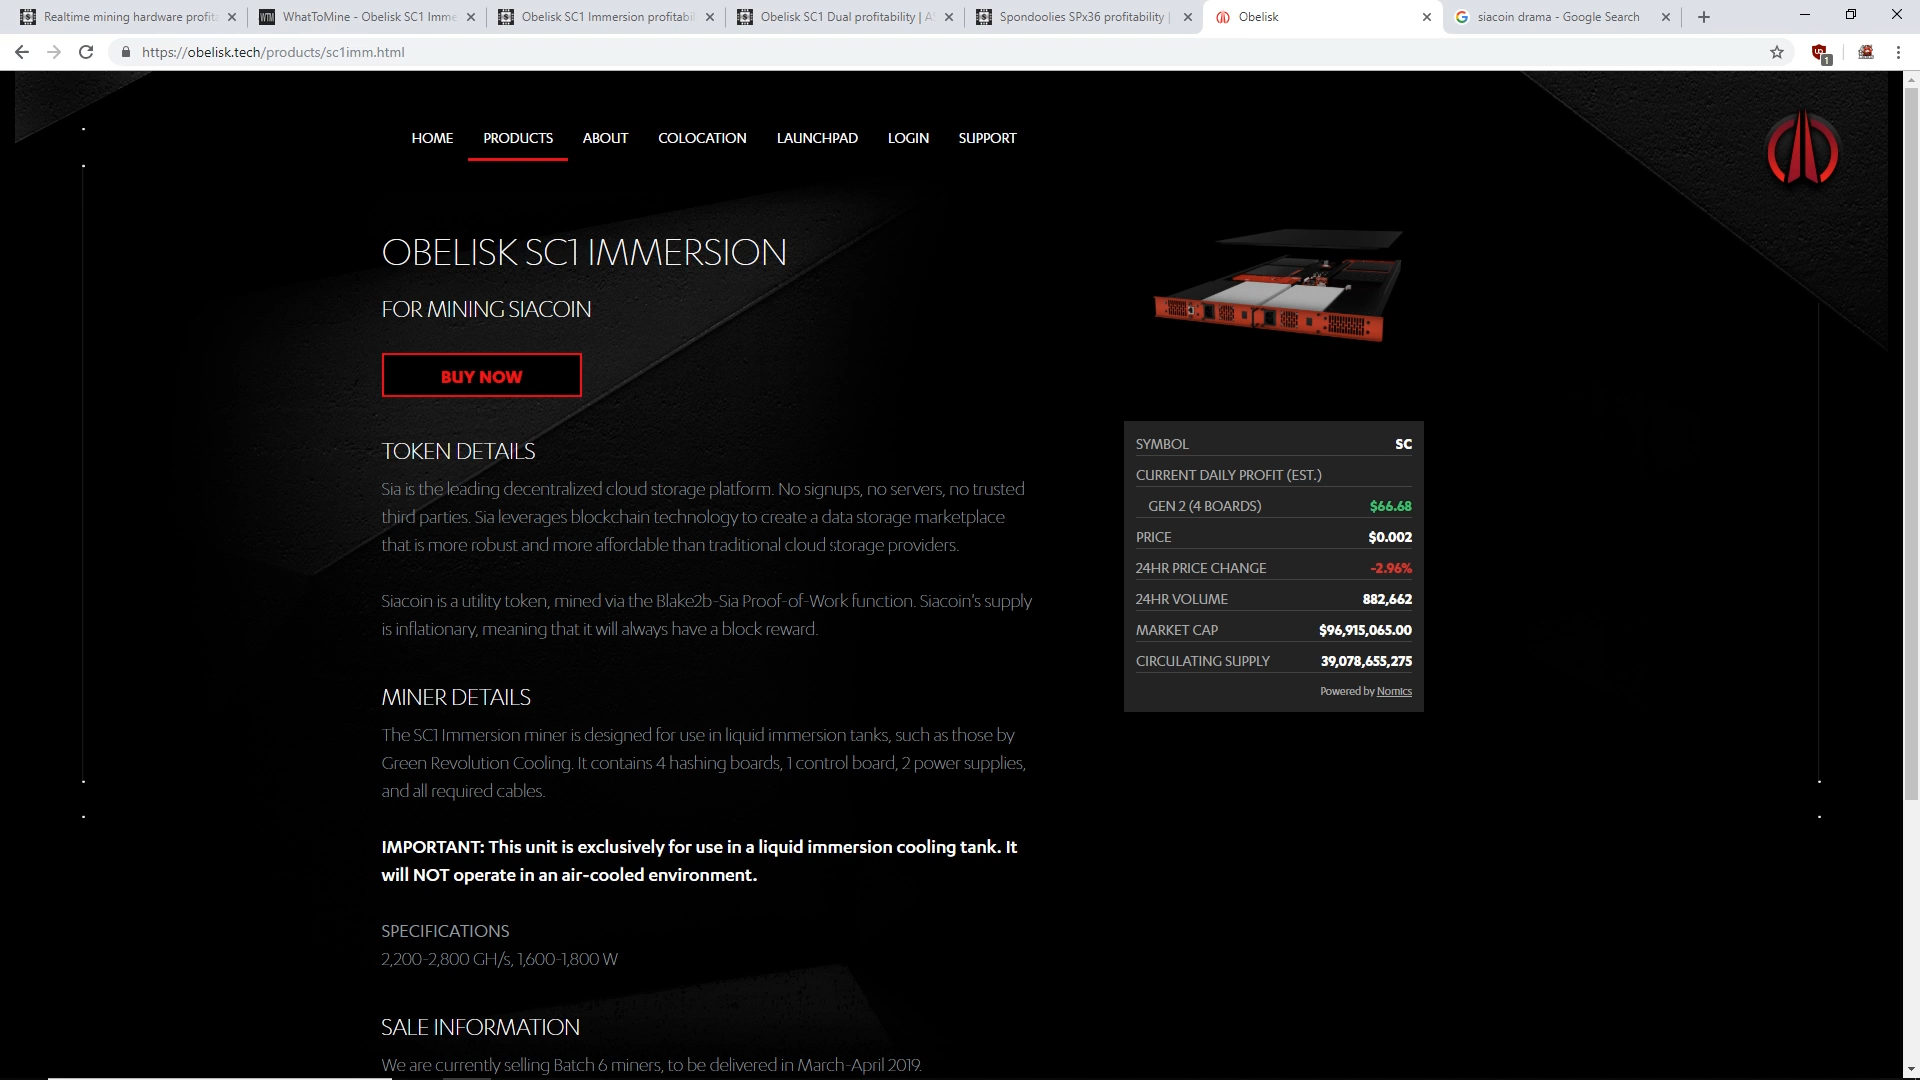 Realtime mining hardware profita
WhatToMine - Obelisk SC1 Imme
Obelisk SC1 Immersion profitabil
Obelisk SC1 Dual profitability | A
Spondoolies SPx36 profitability |
Obelisk
siacoin drama - Google Search
https://obelisk.tech/products/sc1imm.html
1
HOME
PRODUCTS
ABOUT
COLOCATION
LAUNCHPAD
LOGIN
SUPPORT
OBELISK SC1 IMMERSION
FOR MINING SIACOIN
BUY NOW
TOKEN DETAILS
Sia is the leading decentralized cloud storage platform. No signups, no servers, no trusted
third parties. Sia leverages blockchain technology to create a data storage marketplace
that is more robust and more affordable than traditional cloud storage providers.
Siacoin is a utility token, mined via the Blake2b-Sia Proof-of-Work function. Siacoin's supply
is inflationary, meaning that it will always have a block reward.
MINER DETAILS
The SC1 Immersion miner is designed for use in liquid immersion tanks, such as those by
Green Revolution Cooling. It contains 4 hashing boards, 1 control board, 2 power supplies,
and all required cables.
IMPORTANT: This unit is exclusively for use in a liquid immersion cooling tank. It
will NOT operate in an air-cooled environment.
SPECIFICATIONS
2,200-2,800 GH/s, 1,600-1,800 W
SALE INFORMATION
We are currently selling Batch 6 miners, to be delivered in March-April 2019.
SYMBOL SC
CURRENT DAILY PROFIT (EST.)
GEN 2 (4 BOARDS) $66.68
PRICE $0.002
24HR PRICE CHANGE -2.96%
24HR VOLUME 882,662
MARKET CAP $96,915,065.00
CIRCULATING SUPPLY 39,078,655,275
Powered by Nomics